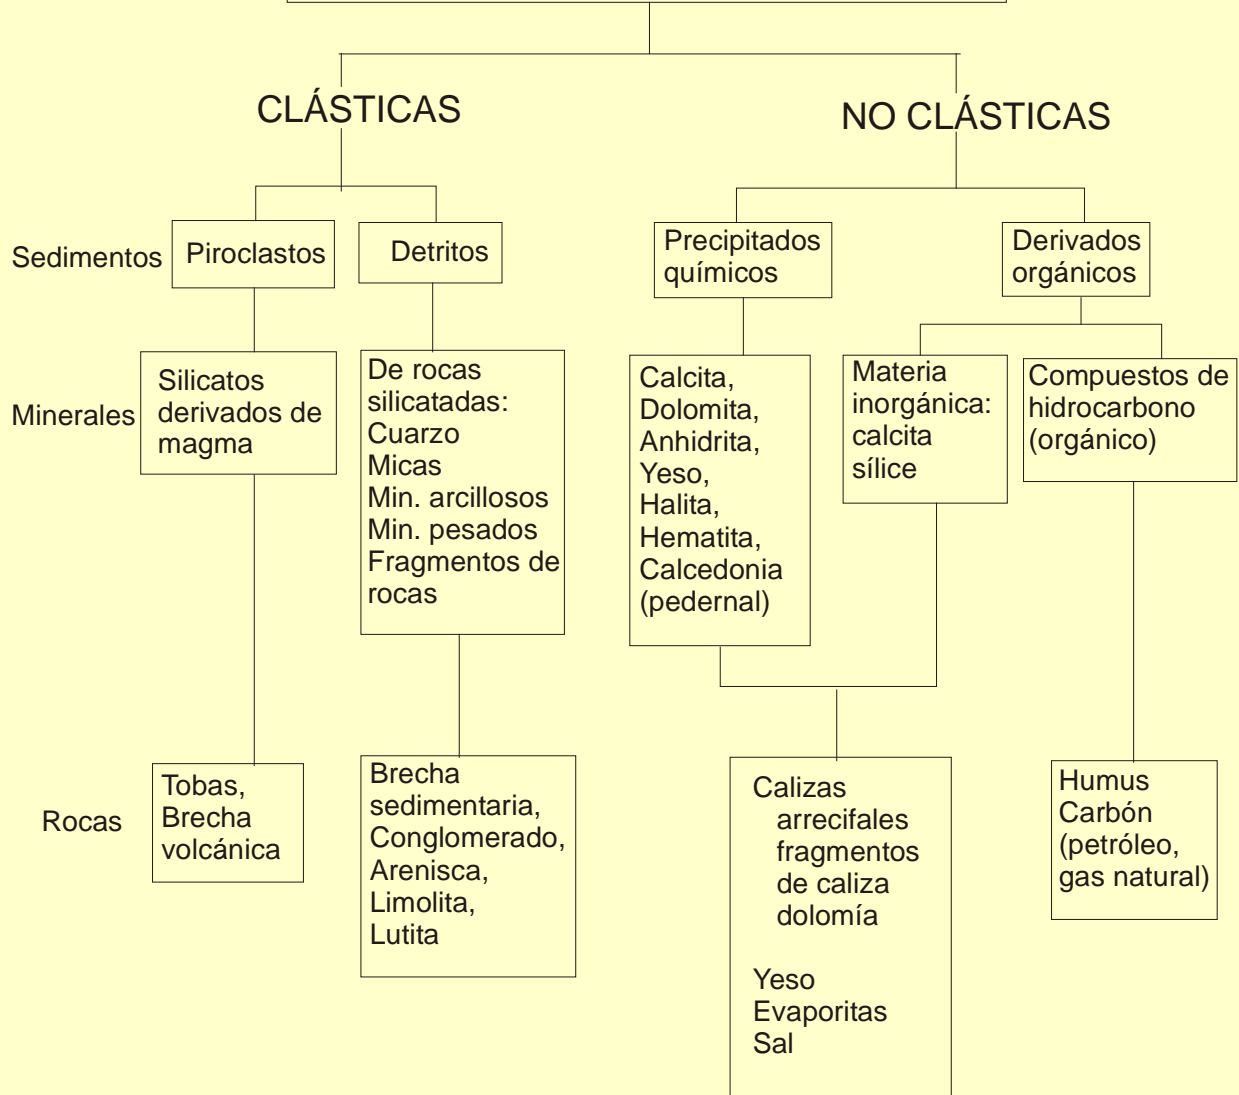 CLÁSTICAS
NO CLÁSTICAS
Sedimentos
Piroclastos
Detritos
Precipitados
químicos
Derivados
orgánicos
Minerales
Silicatos
derivados de
magma
De rocas
silicatadas:
Cuarzo
Micas
Min. arcillosos
Min. pesados
Fragmentos de
rocas
Calcita,
Dolomita,
Anhidrita,
Yeso,
Halita,
Hematita,
Calcedonia
(pedernal)
Materia
inorgánica:
calcita
sílice
Compuestos de
hidrocarbono
(orgánico)
Rocas
Tobas,
Brecha
volcánica
Brecha
sedimentaria,
Conglomerado,
Arenisca,
Limolita,
Lutita
Calizas
arrecifales
fragmentos
de caliza
dolomía
Yeso
Evaporitas
Sal
Humus
Carbón
(petróleo,
gas natural)